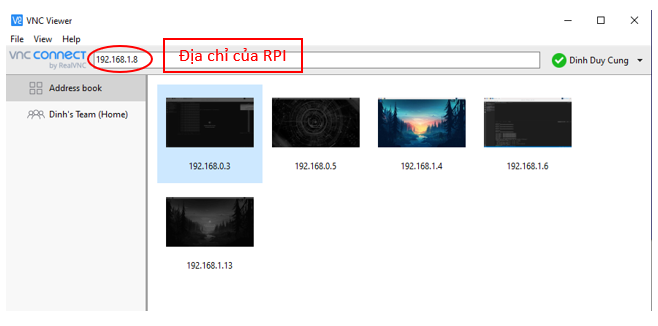 VNC Viewer
File View Help
vnc connect
by RealVNC
192.168.1.8
Địa chỉ của RPI
Dinh Duy Cung
Address book
Dinh's Team (Home)
192.168.0.3
192.168.0.5
192.168.1.4
192.168.1.6
192.168.1.13